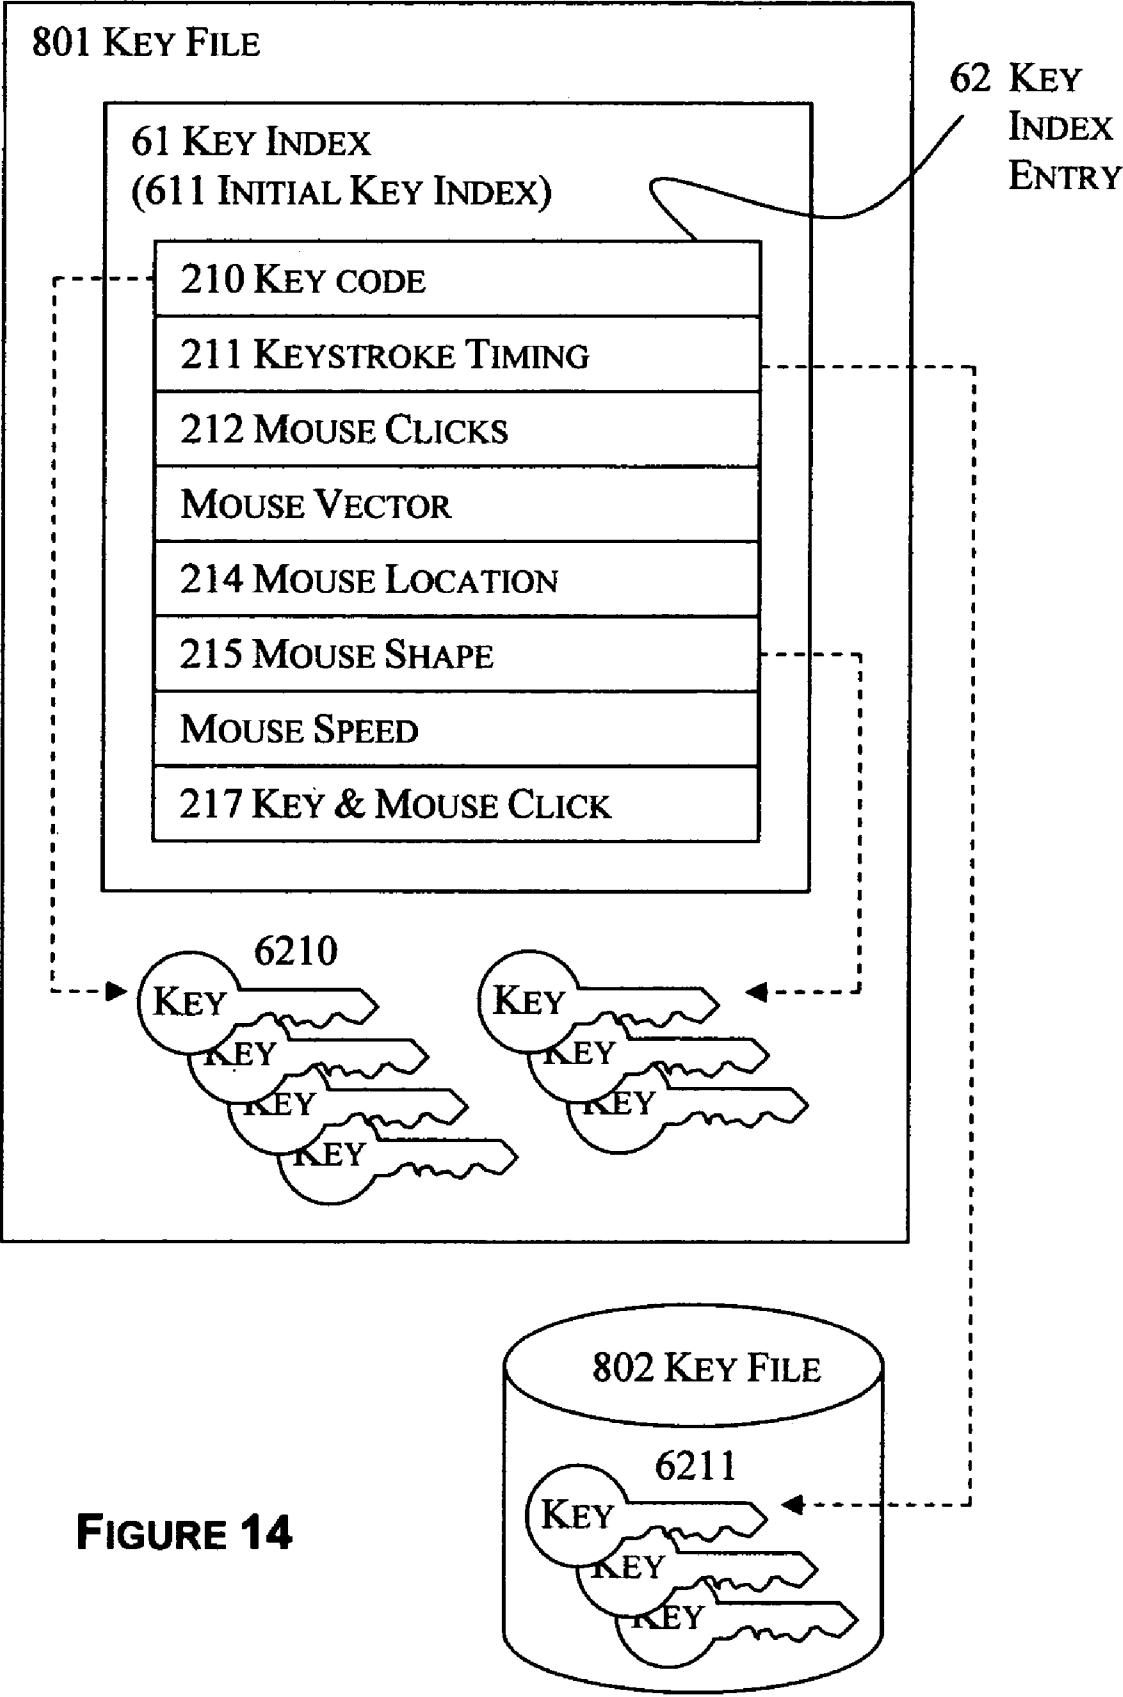 801 KEY FILE
62 KEY
INDEX
ENTRY
61 KEY INDEX
(611 INITIAL KEY INDEX)
210 KEY CODE
211 KEYSTROKE TIMING
212 MOUSE CLICKS
MOUSE VECTOR
214 MOUSE LOCATION
215 MOUSE SHAPE
MOUSE SPEED
217 KEY & MOUSE CLICK
6210
KEY
KEY
KEY
KEY
KEY
KEY
KEY
802 KEY FILE
6211
KEY
KEY
KEY
FIGURE 14